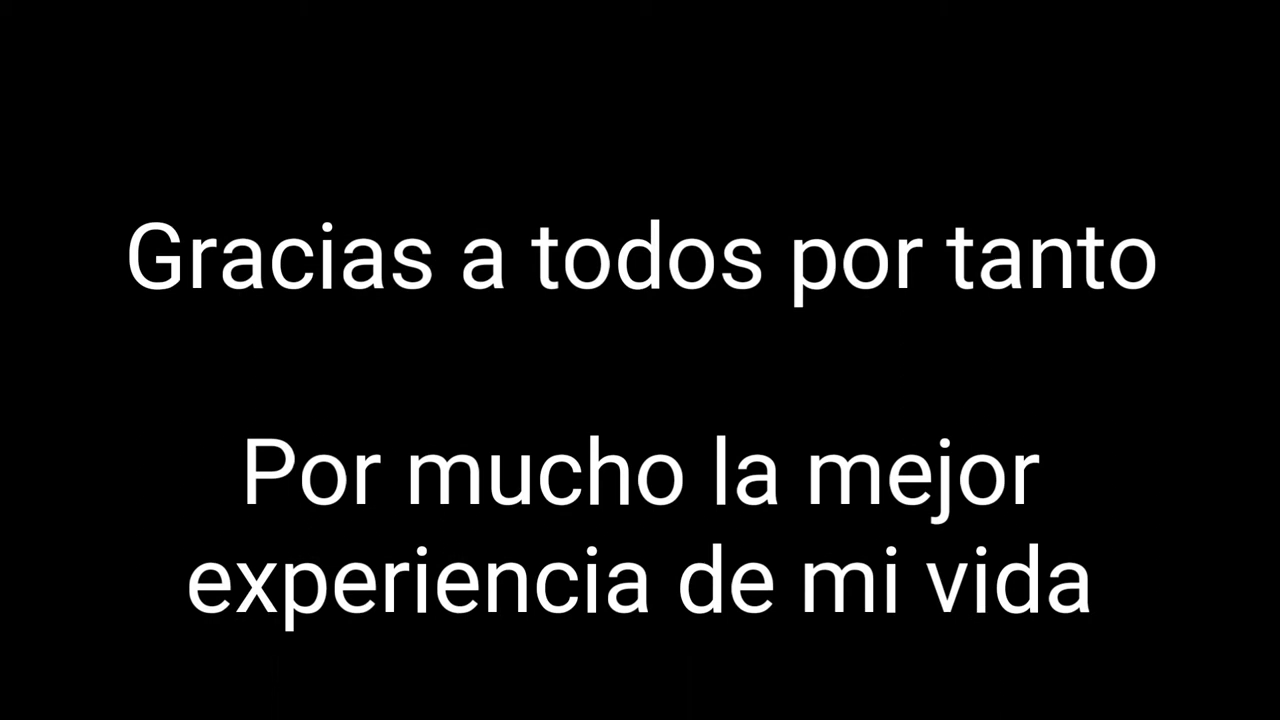 Gracias a todos por tanto
Por mucho la mejor
experiencia de mi vida